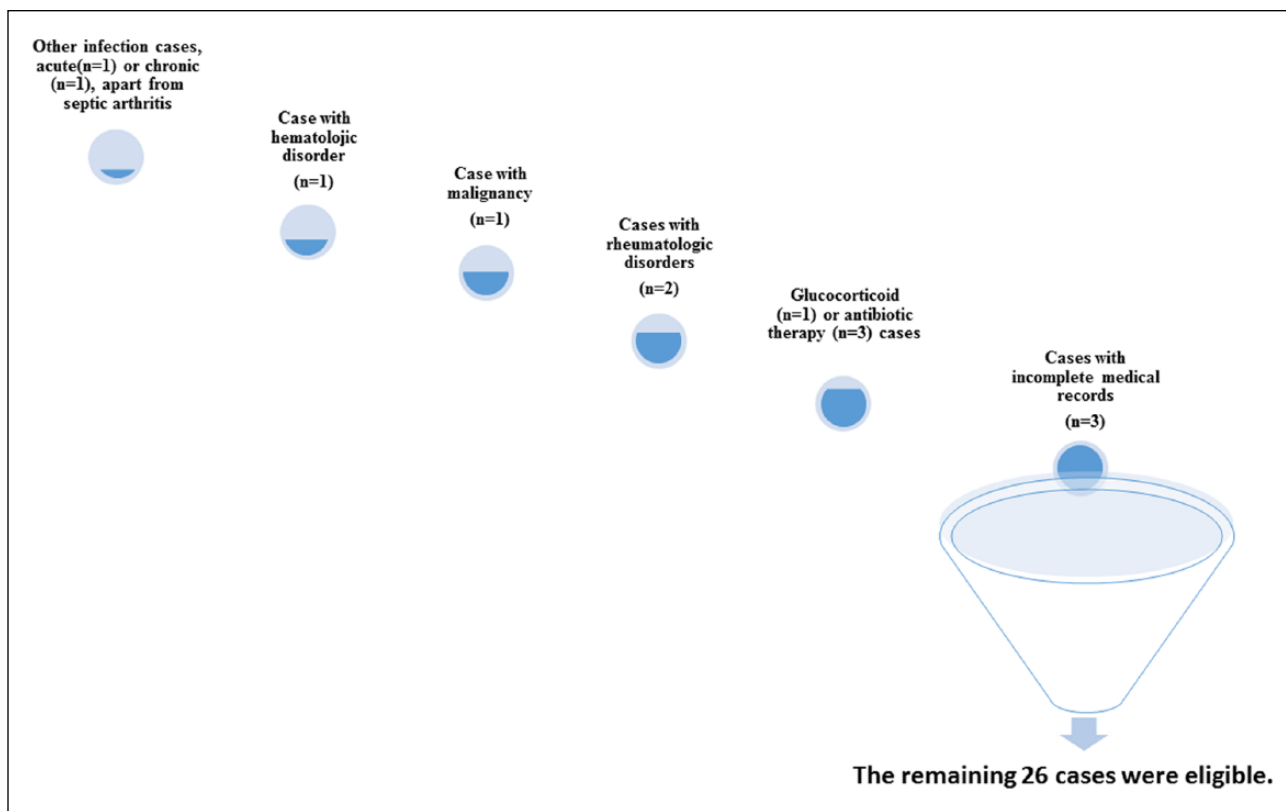 Other infection cases,
acute(n=1) or chronic
(n=1), apart from
septic arthritis
Case with
hematolojic
disorder
(n=1)
Case with
malignancy
(n=1)
Cases with
rheumatologic
disorders
(n=2)
Glucocorticoid
(n=1) or antibiotic
therapy (n=3) cases
Cases with
incomplete medical
records
(n=3)
The remaining 26 cases were eligible.